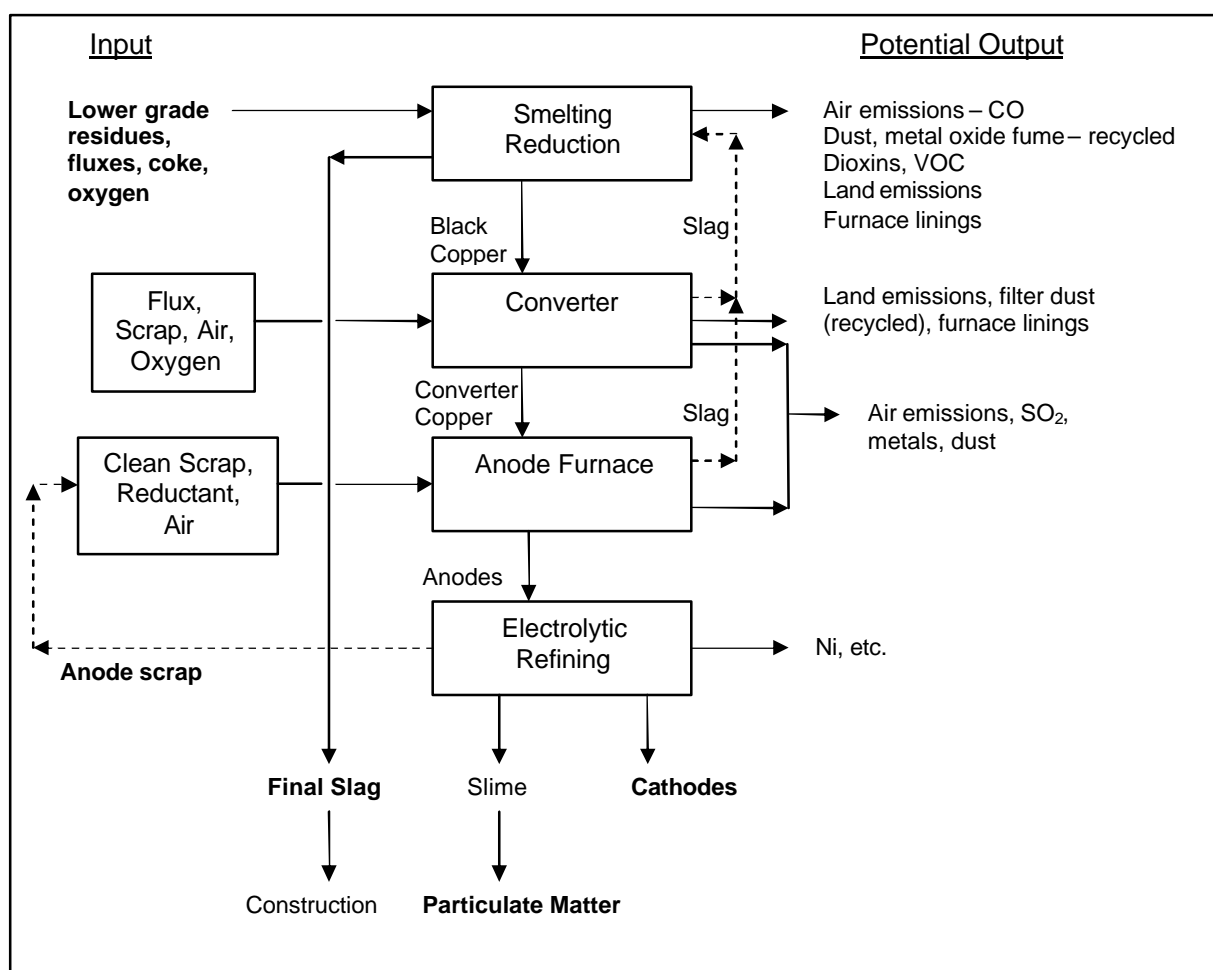 Input
Potential Output
Lower grade
residues,
fluxes, coke,
oxygen
Smelting
Reduction
Air emissions – CO
Dust, metal oxide fume – recycled
Dioxins, VOC
Land emissions
Furnace linings
Black
Copper
Slag
Flux,
Scrap, Air,
Oxygen
Converter
Land emissions, filter dust
(recycled), furnace linings
Converter
Copper
Slag
Air emissions, SO₂,
metals, dust
Clean Scrap,
Reductant,
Air
Anode Furnace
Anodes
Electrolytic
Refining
Ni, etc.
Anode scrap
Final Slag
Slime
Cathodes
Construction
Particulate Matter